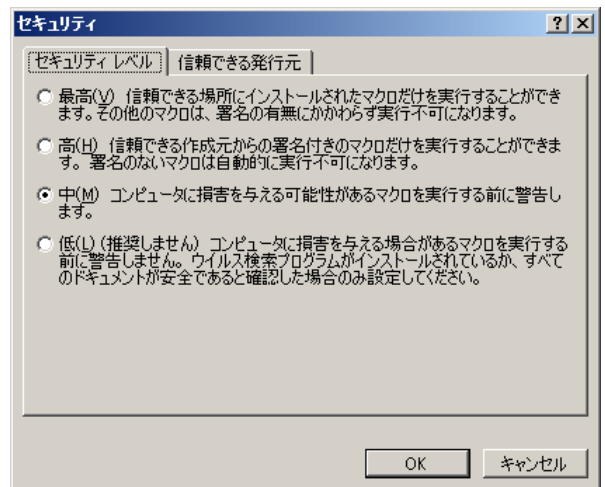 セキュリティ
セキュリティ レベル 信頼できる発行元
最高(V) 信頼できる場所にインストールされたマクロだけを実行することができ
ます。その他のマクロは、署名の有無にかかわらず実行不可になります。
高(H) 信頼できる作成元からの署名付きのマクロだけを実行することができま
す。署名のないマクロは自動的に実行不可になります。
中(M) コンピュータに損害を与える可能性があるマクロを実行する前に警告し
ます。
低(L) (推奨しません) コンピュータに損害を与える場合があるマクロを実行する
前に警告しません。ウイルス検索プログラムがインストールされているか、すべて
のドキュメントが安全であると確認した場合のみ設定してください。
OK キャンセル